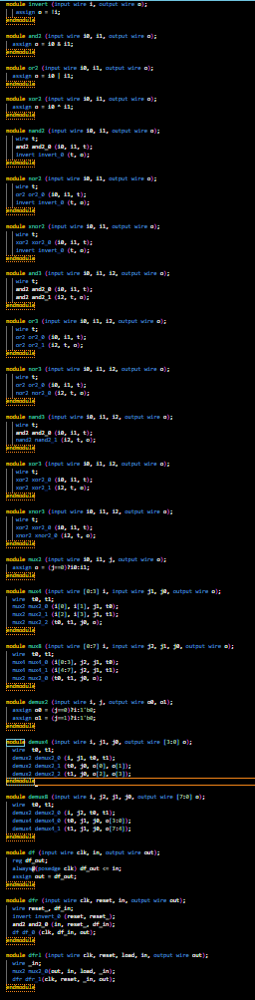 module invert (input wire i, output wire o);
assign o = !i;
endmodule
module and2 (input wire i0, i1, output wire o);
assign o = i0 & i1;
endmodule
module or2 (input wire i0, i1, output wire o);
assign o = i0 | i1;
endmodule
module xor2 (input wire i0, i1, output wire o);
assign o = i0 ^ i1;
endmodule
module nand2 (input wire i0, i1, output wire o);
wire t;
and2 and2_0 (i0, i1, t);
invert invert_0 (t, o);
endmodule
module nor2 (input wire i0, i1, output wire o);
wire t;
or2 or2_0 (i0, i1, t);
invert invert_0 (t, o);
endmodule
module xnor2 (input wire i0, i1, output wire o);
wire t;
xor2 xor2_0 (i0, i1, t);
invert invert_0 (t, o);
endmodule
module and3 (input wire i0, i1, i2, output wire o);
wire t;
and2 and2_0 (i0, i1, t);
and2 and2_1 (i2, t, o);
endmodule
module or3 (input wire i0, i1, i2, output wire o);
wire t;
or2 or2_0 (i0, i1, t);
or2 or2_1 (i2, t, o);
endmodule
module nor3 (input wire i0, i1, i2, output wire o);
wire t;
or2 or2_0 (i0, i1, t);
nor2 nor2_0 (i2, t, o);
endmodule
module nand3 (input wire i0, i1, i2, output wire o);
wire t;
and2 and2_0 (i0, i1, t);
nand2 nand2_1 (i2, t, o);
endmodule
module xor3 (input wire i0, i1, i2, output wire o);
wire t;
xor2 xor2_0 (i0, i1, t);
xor2 xor2_1 (i2, t, o);
endmodule
module xnor3 (input wire i0, i1, i2, output wire o);
wire t;
xor2 xor2_0 (i0, i1, t);
xnor2 xnor2_0 (i2, t, o);
endmodule
module mux2 (input wire i0, i1, j, output wire o);
assign o = (j==0)?i0:i1;
endmodule
module mux4 (input wire [0:3] i, input wire j1, j0, output wire o);
wire t0, t1;
mux2 mux2_0 (i[0], i[1], j1, t0);
mux2 mux2_1 (i[2], i[3], j1, t1);
mux2 mux2_2 (t0, t1, j0, o);
endmodule
module mux8 (input wire [0:7] i, input wire j2, j1, j0, output wire o);
wire t0, t1;
mux4 mux4_0 (i[0:3], j2, j1, t0);
mux4 mux4_1 (i[4:7], j2, j1, t1);
mux2 mux2_0 (t0, t1, j0, o);
endmodule
module demux2 (input wire i, j, output wire o0, o1);
assign o0 = (j==0)?i:1'b0;
assign o1 = (j==1)?i:1'b0;
endmodule
module demux4 (input wire i, j1, j0, output wire [3:0] o);
wire t0, t1;
demux2 demux2_0 (i, j1, t0, t1);
demux2 demux2_1 (t0, j0, o[0], o[1]);
demux2 demux2_2 (t1, j0, o[2], o[3]);
endmodule
module demux8 (input wire i, j2, j1, j0, output wire [7:0] o);
wire t0, t1;
demux2 demux2_0 (i, j2, t0, t1);
demux4 demux4_0 (t0, j1, j0, o[3:0]);
demux4 demux4_1 (t1, j1, j0, o[7:4]);
endmodule
module df (input wire clk, in, output wire out);
reg df_out;
always@(posedge clk) df_out <= in;
assign out = df_out;
endmodule
module dfr (input wire clk, reset, in, output wire out);
wire reset_, df_in;
invert invert_0 (reset, reset_);
and2 and2_0 (in, reset_, df_in);
df df_0 (clk, df_in, out);
endmodule
module dfrl (input wire clk, reset, load, in, output wire out);
wire _in;
mux2 mux2_0(out, in, load, _in);
dfr dfr_1(clk, reset, _in, out);
endmodule